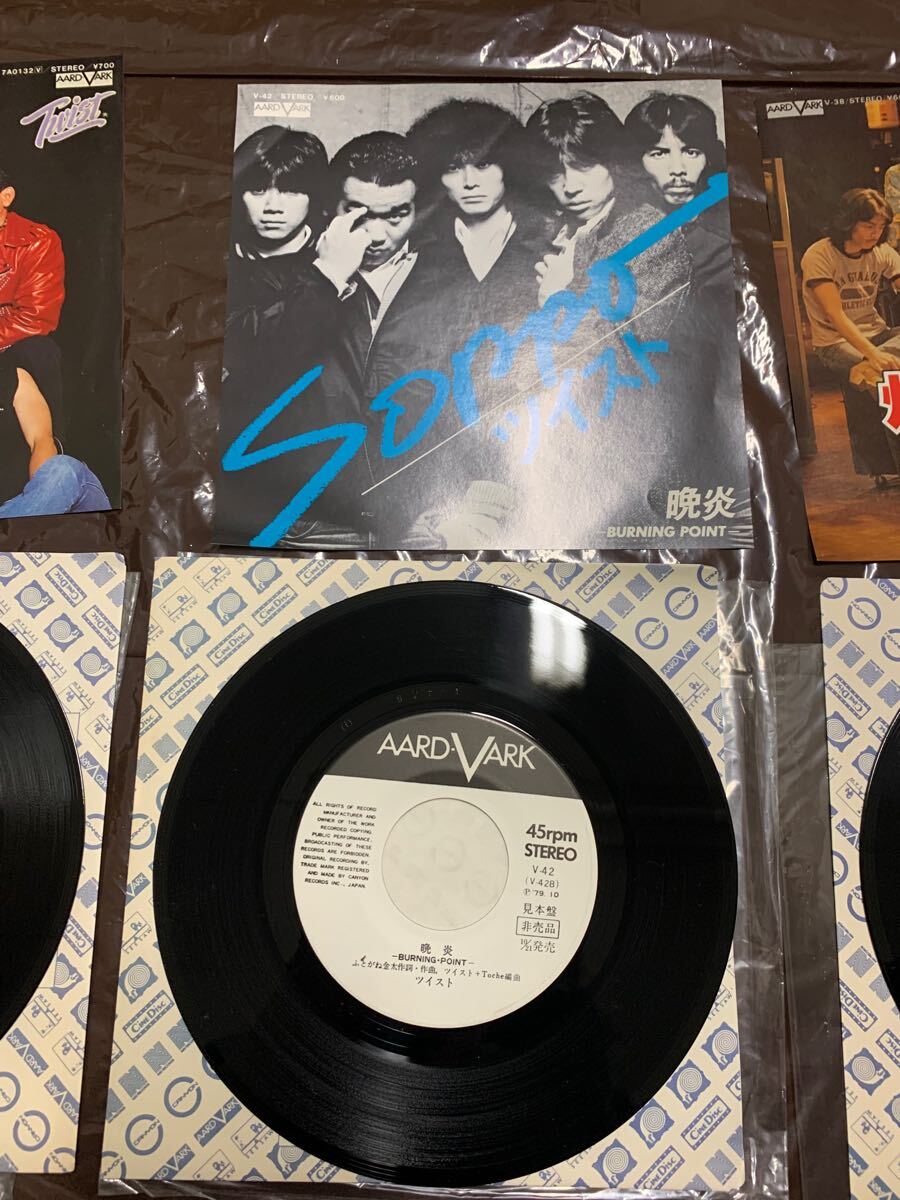 7A0132 V / STEREO ¥700
AARD VARK
Twist
V-42 / STEREO / ¥600
AARD VARK
Sorrow
ツイスト
晩炎
—BURNING POINT—
AARD VARK
V-38 / STEREO
AARD·VARK
ALL RIGHTS OF RECORD
MANUFACTURER AND
OWNER OF THE WORK
RECORDED COPYING,
PUBLIC PERFORMANCE,
BROADCASTING OF THESE
RECORDS ARE FORBIDDEN.
ORIGINAL RECORDING BY,
TRADE MARK REGISTERED
AND MADE BY CANYON
RECORDS INC., JAPAN.
45rpm
STEREO
V-42
(V-42B)
Ⓟ '79.10
見本盤
非売品
10/21発売
晩 炎
—BURNING·POINT—
ふとがね金太作詞・作曲，ツイスト+Toche編曲
ツイスト
CANYON
AARD VARK
CineDisc